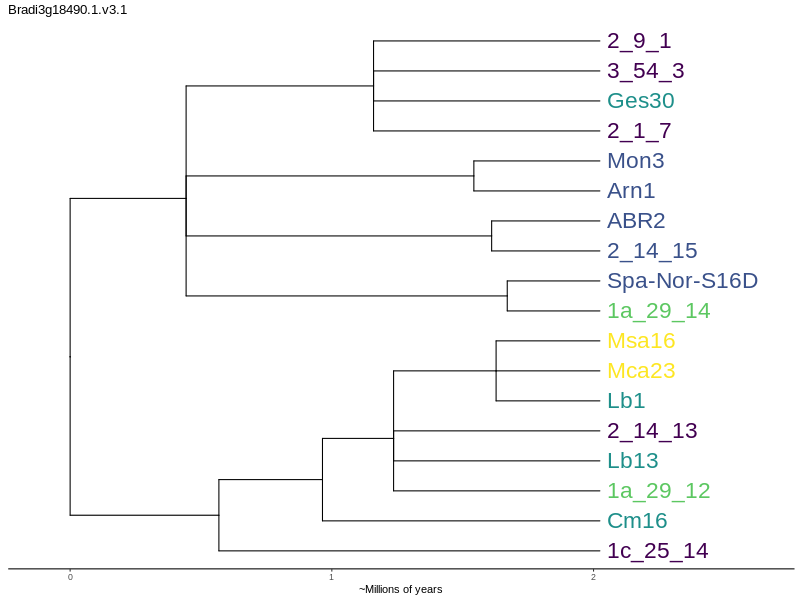 Bradi3g18490.1.v3.1
2_9_1
3_54_3
Ges30
2_1_7
Mon3
Arn1
ABR2
2_14_15
Spa-Nor-S16D
1a_29_14
Msa16
Mca23
Lb1
2_14_13
Lb13
1a_29_12
Cm16
1c_25_14
0 1 2
~Millions of years